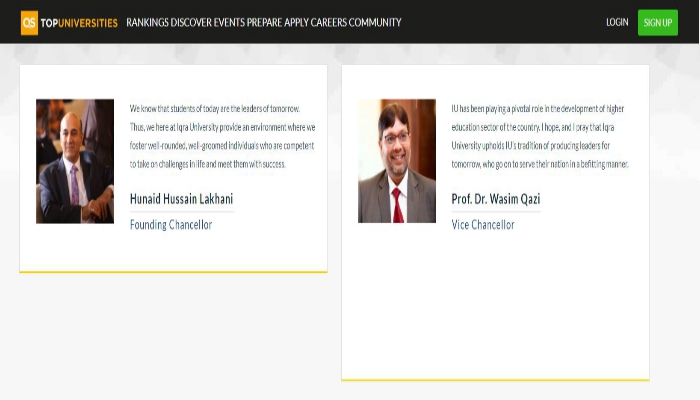 QS TOPUNIVERSITIES RANKINGS DISCOVER EVENTS PREPARE APPLY CAREERS COMMUNITY LOGIN SIGN UP
We know that students of today are the leaders of tomorrow.
Thus, we here at Iqra University provide an environment where we
foster well-rounded, well-groomed individuals who are competent
to take on challenges in life and meet them with success.
Hunaid Hussain Lakhani
Founding Chancellor
IU has been playing a pivotal role in the development of higher
education sector of the country. I hope, and I pray that Iqra
University upholds IU's tradition of producing leaders for
tomorrow, who go on to serve their nation in a befitting manner.
Prof. Dr. Wasim Qazi
Vice Chancellor